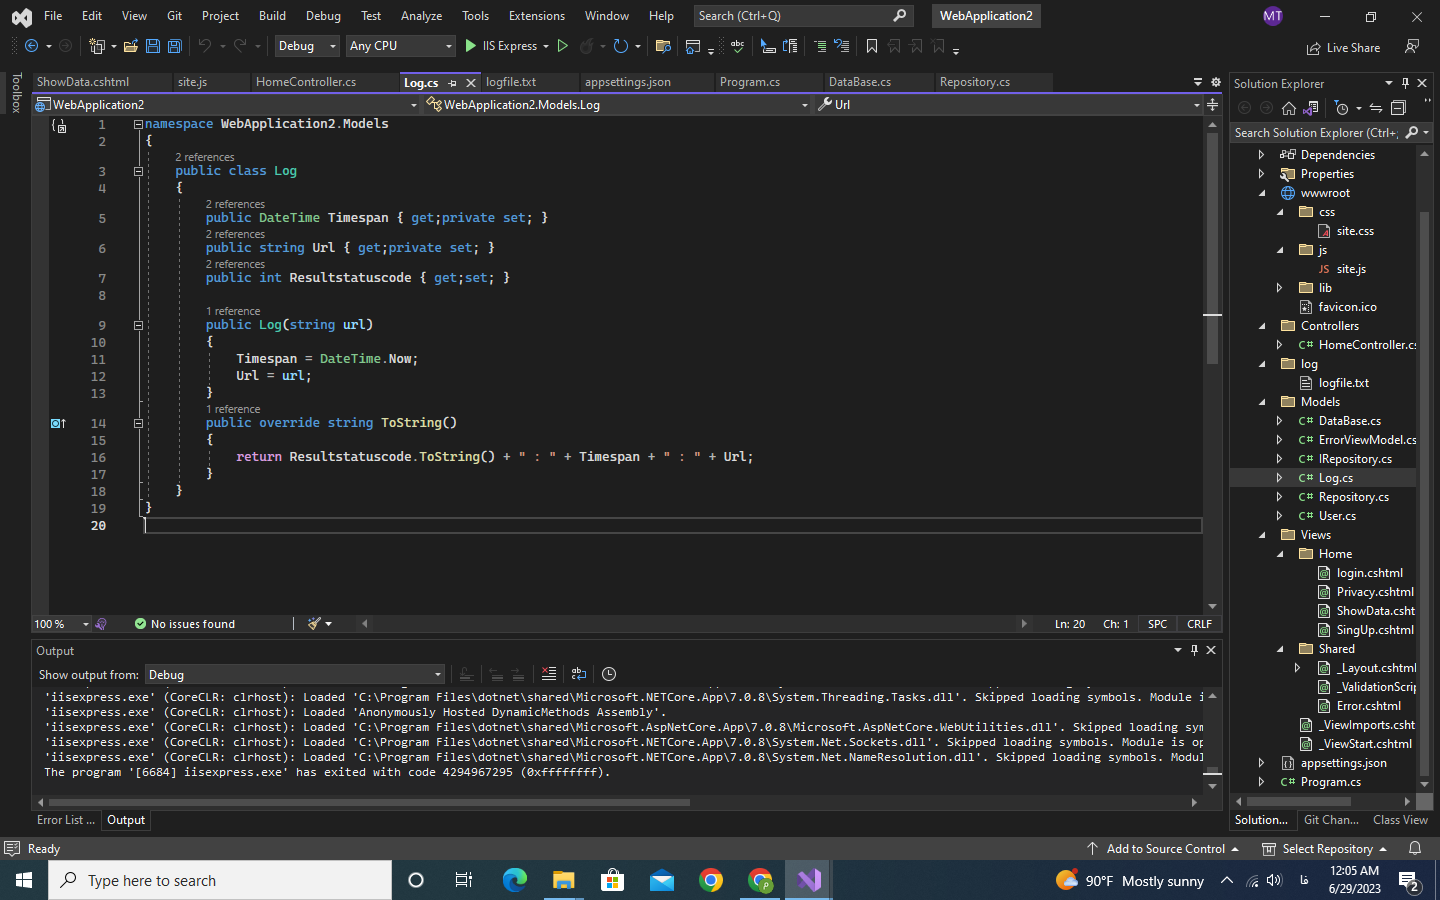 File Edit View Git Project Build Debug Test Analyze Tools Extensions Window Help Search (Ctrl+Q) WebApplication2 MT
Debug Any CPU IIS Express Live Share
Toolbox
ShowData.cshtml site.js HomeController.cs Log.cs logfile.txt appsettings.json Program.cs DataBase.cs Repository.cs
WebApplication2 WebApplication2.Models.Log Url
1 namespace WebApplication2.Models
2 {
2 references
3 public class Log
4 {
2 references
5 public DateTime Timespan { get;private set; }
2 references
6 public string Url { get;private set; }
2 references
7 public int Resultstatuscode { get;set; }
8
1 reference
9 public Log(string url)
10 {
11 Timespan = DateTime.Now;
12 Url = url;
13 }
1 reference
14 public override string ToString()
15 {
16 return Resultstatuscode.ToString() + " : " + Timespan + " : " + Url;
17 }
18 }
19 }
20
100 % No issues found Ln: 20 Ch: 1 SPC CRLF
Output
Show output from: Debug
'iisexpress.exe' (CoreCLR: clrhost): Loaded 'C:\Program Files\dotnet\shared\Microsoft.NETCore.App\7.0.8\System.Threading.Tasks.dll'. Skipped loading symbols. Module i
'iisexpress.exe' (CoreCLR: clrhost): Loaded 'Anonymously Hosted DynamicMethods Assembly'.
'iisexpress.exe' (CoreCLR: clrhost): Loaded 'C:\Program Files\dotnet\shared\Microsoft.AspNetCore.App\7.0.8\Microsoft.AspNetCore.WebUtilities.dll'. Skipped loading sym
'iisexpress.exe' (CoreCLR: clrhost): Loaded 'C:\Program Files\dotnet\shared\Microsoft.NETCore.App\7.0.8\System.Net.Sockets.dll'. Skipped loading symbols. Module is op
'iisexpress.exe' (CoreCLR: clrhost): Loaded 'C:\Program Files\dotnet\shared\Microsoft.NETCore.App\7.0.8\System.Net.NameResolution.dll'. Skipped loading symbols. Modul
The program '[6684] iisexpress.exe' has exited with code 4294967295 (0xffffffff).
Error List ... Output
Solution Explorer
Search Solution Explorer (Ctrl+;
Dependencies
Properties
wwwroot
css
site.css
js
JS site.js
lib
favicon.ico
Controllers
C# HomeController.cs
log
logfile.txt
Models
C# DataBase.cs
C# ErrorViewModel.cs
C# IRepository.cs
C# Log.cs
C# Repository.cs
C# User.cs
Views
Home
login.cshtml
Privacy.cshtml
ShowData.csht
SingUp.cshtml
Shared
_Layout.cshtml
_ValidationScrip
Error.cshtml
_ViewImports.csht
_ViewStart.cshtml
appsettings.json
C# Program.cs
Solution... Git Chan... Class View
Ready Add to Source Control Select Repository
Type here to search 90°F Mostly sunny فا 12:05 AM
6/29/2023 2